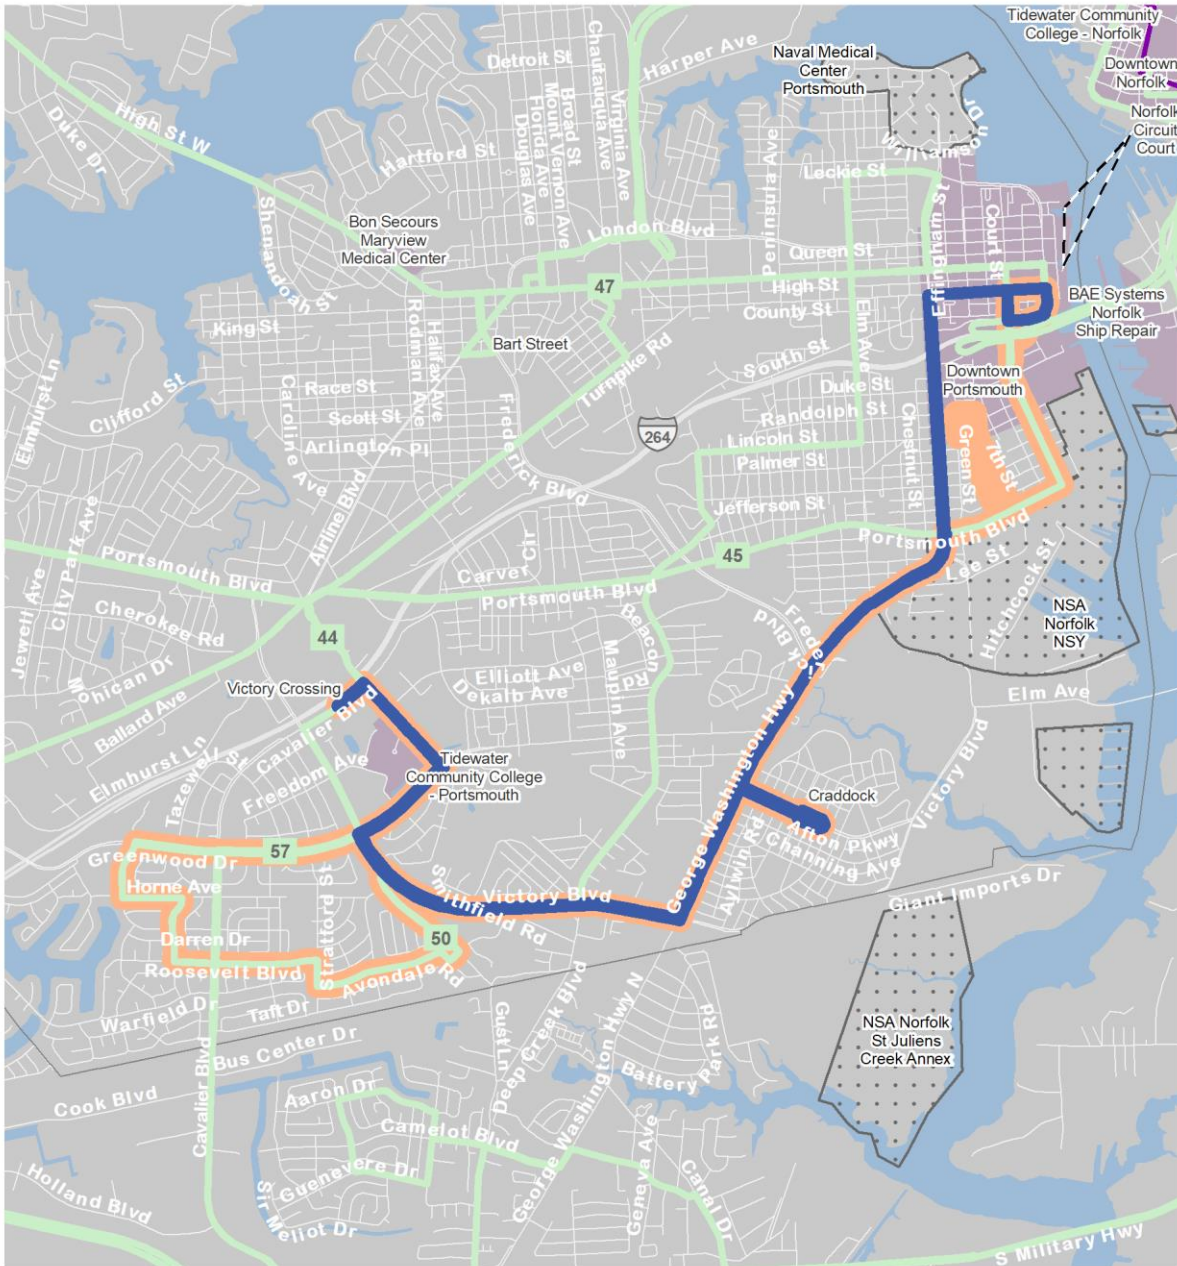 Tidewater Community
College - Norfolk
Downtown
Norfolk
Norfolk
Circuit
Court
Naval Medical
Center
Portsmouth
Harper Ave
Detroit St
Chautauqua Ave
Virginia Ave
Broad St
Mount Vernon Ave
Florida Ave
Douglas Ave
Hartford St
High St W
Duke Dr
Williamson Dr
Leckie St
Peninsula Ave
Effingham St
Court St
London Blvd
Queen St
Bon Secours
Maryview
Medical Center
Shenandoah St
47
High St
County St
BAE Systems
Norfolk
Ship Repair
King St
Rodman Ave
Halifax Ave
Bart Street
Turnpike Rd
South St
Elm Ave
Elmhurst Ln
Clifford St
Race St
Scott St
Arlington Pl
Caroline Ave
Frederick Blvd
264
Duke St
Randolph St
Lincoln St
Palmer St
Chestnut St
Downtown
Portsmouth
Green St
7th St
Jefferson St
Airline Blvd
City Park Ave
Jewell Ave
Portsmouth Blvd
Cherokee Rd
Carver
Cir
45
Portsmouth Blvd
Portsmouth Blvd
Lee St
Hitchcock St
NSA
Norfolk
NSY
44
Beacon
Rd
Maupin Ave
Elliott Ave
Dekalb Ave
Frederick Blvd
Mohican Dr
Ballard Ave
Victory Crossing
Elm Ave
Elmhurst Ln
Cavalier Blvd
Tazewell St
Freedom Ave
Tidewater
Community College
- Portsmouth
George Washington Hwy
Craddock
Victory Blvd
Afton Pkwy
Channing Ave
Aylwin Rd
57
Greenwood Dr
Horne Ave
Stratford St
Smithfield Rd
Victory Blvd
Giant Imports Dr
Darren Dr
50
Roosevelt Blvd
Avondale Rd
Warfield Dr
Taft Dr
Bus Center Dr
Gust Ln
Deep Creek Blvd
George Washington Hwy N
Battery Park Rd
NSA Norfolk
St Juliens
Creek Annex
Cook Blvd
Cavalier Blvd
Aaron Dr
Camelot Blvd
Guenevere Dr
Geneva Ave
Canal Dr
Holland Blvd
Sir Meliot Dr
S Military Hwy